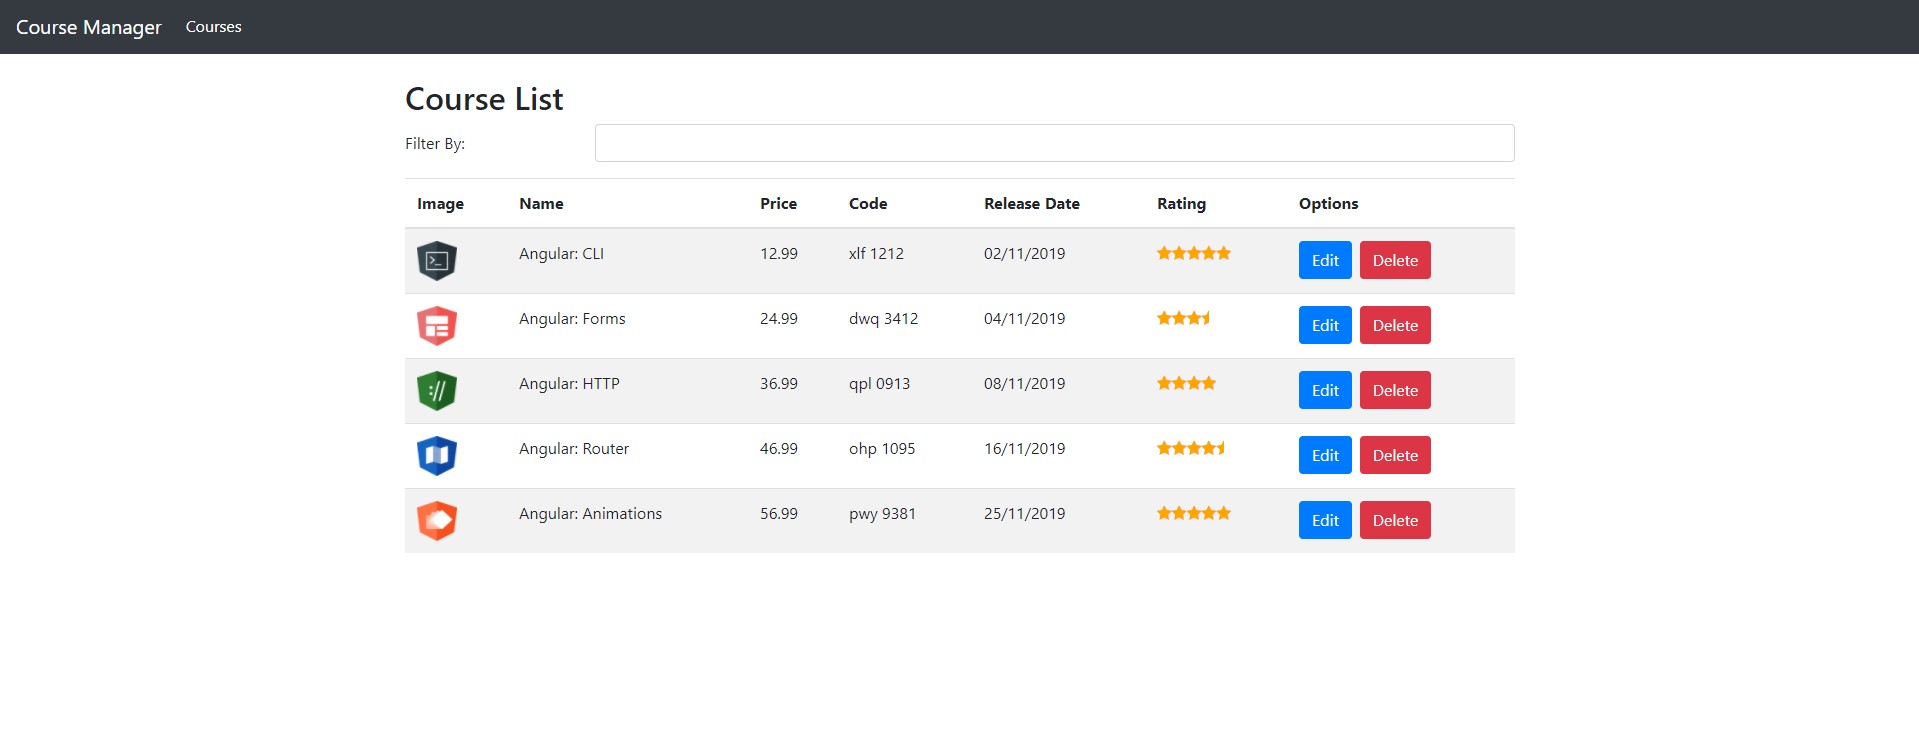 Course Manager Courses
Course List
Filter By:
Image Name Price Code Release Date Rating Options
>_ Angular: CLI 12.99 xlf 1212 02/11/2019 Edit Delete
Angular: Forms 24.99 dwq 3412 04/11/2019 Edit Delete
:// Angular: HTTP 36.99 qpl 0913 08/11/2019 Edit Delete
Angular: Router 46.99 ohp 1095 16/11/2019 Edit Delete
Angular: Animations 56.99 pwy 9381 25/11/2019 Edit Delete